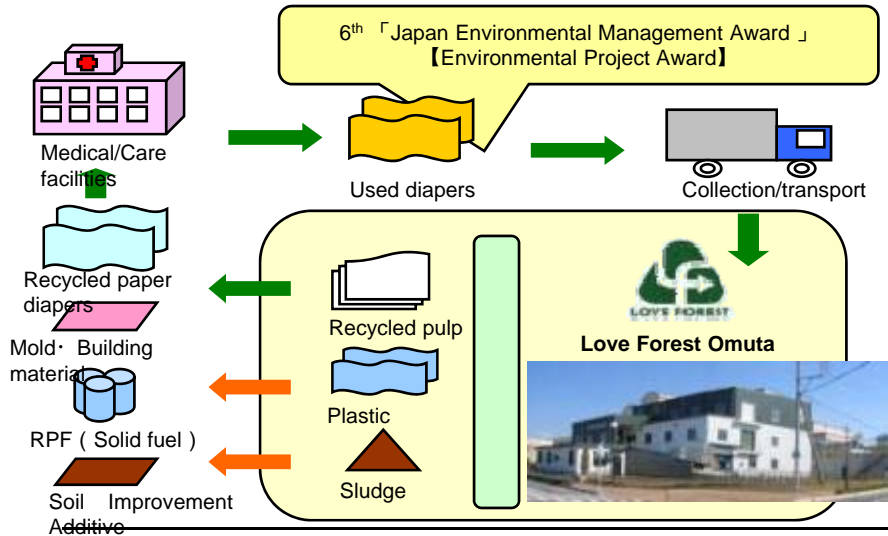 6th 「Japan Environmental Management Award 」
【Environmental Project Award】
Medical/Care
facilities
Used diapers
Collection/transport
Recycled paper
diapers
Mold・ Building
material
RPF ( Solid fuel )
Soil Improvement
Additive
Recycled pulp
Plastic
Sludge
LOVE FOREST
Love Forest Omuta